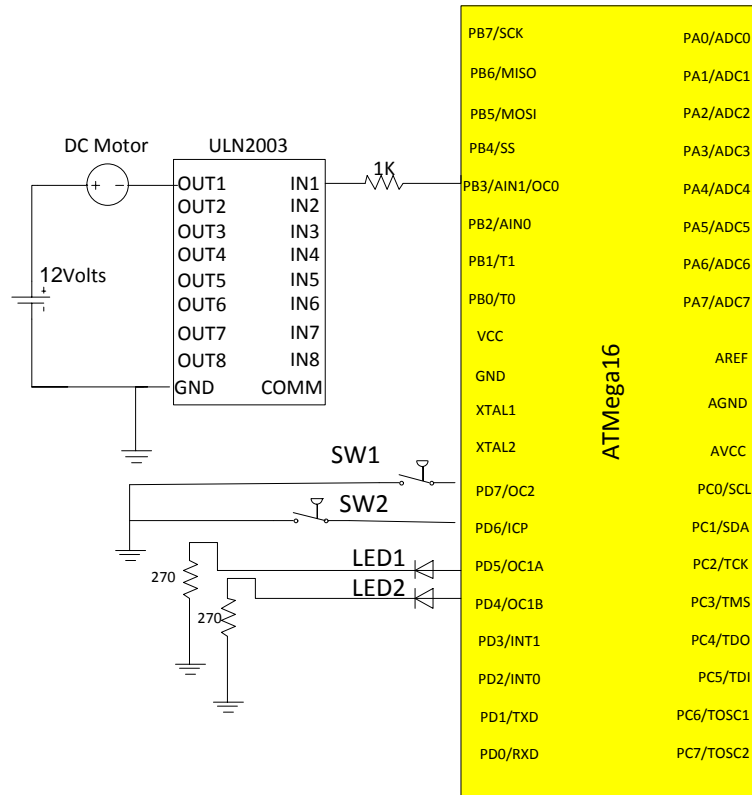 DC Motor
+ -
12Volts
+
-
ULN2003
OUT1 IN1
OUT2 IN2
OUT3 IN3
OUT4 IN4
OUT5 IN5
OUT6 IN6
OUT7 IN7
OUT8 IN8
GND COMM
1K
SW1
SW2
LED1
LED2
270
270
PB7/SCK PA0/ADC0
PB6/MISO PA1/ADC1
PB5/MOSI PA2/ADC2
PB4/SS PA3/ADC3
PB3/AIN1/OC0 PA4/ADC4
PB2/AIN0 PA5/ADC5
PB1/T1 PA6/ADC6
PB0/T0 PA7/ADC7
VCC AREF
GND AGND
XTAL1 AVCC
XTAL2 PC0/SCL
PD7/OC2 PC1/SDA
PD6/ICP PC2/TCK
PD5/OC1A PC3/TMS
PD4/OC1B PC4/TDO
PD3/INT1 PC5/TDI
PD2/INT0 PC6/TOSC1
PD1/TXD PC7/TOSC2
PD0/RXD
ATMega16